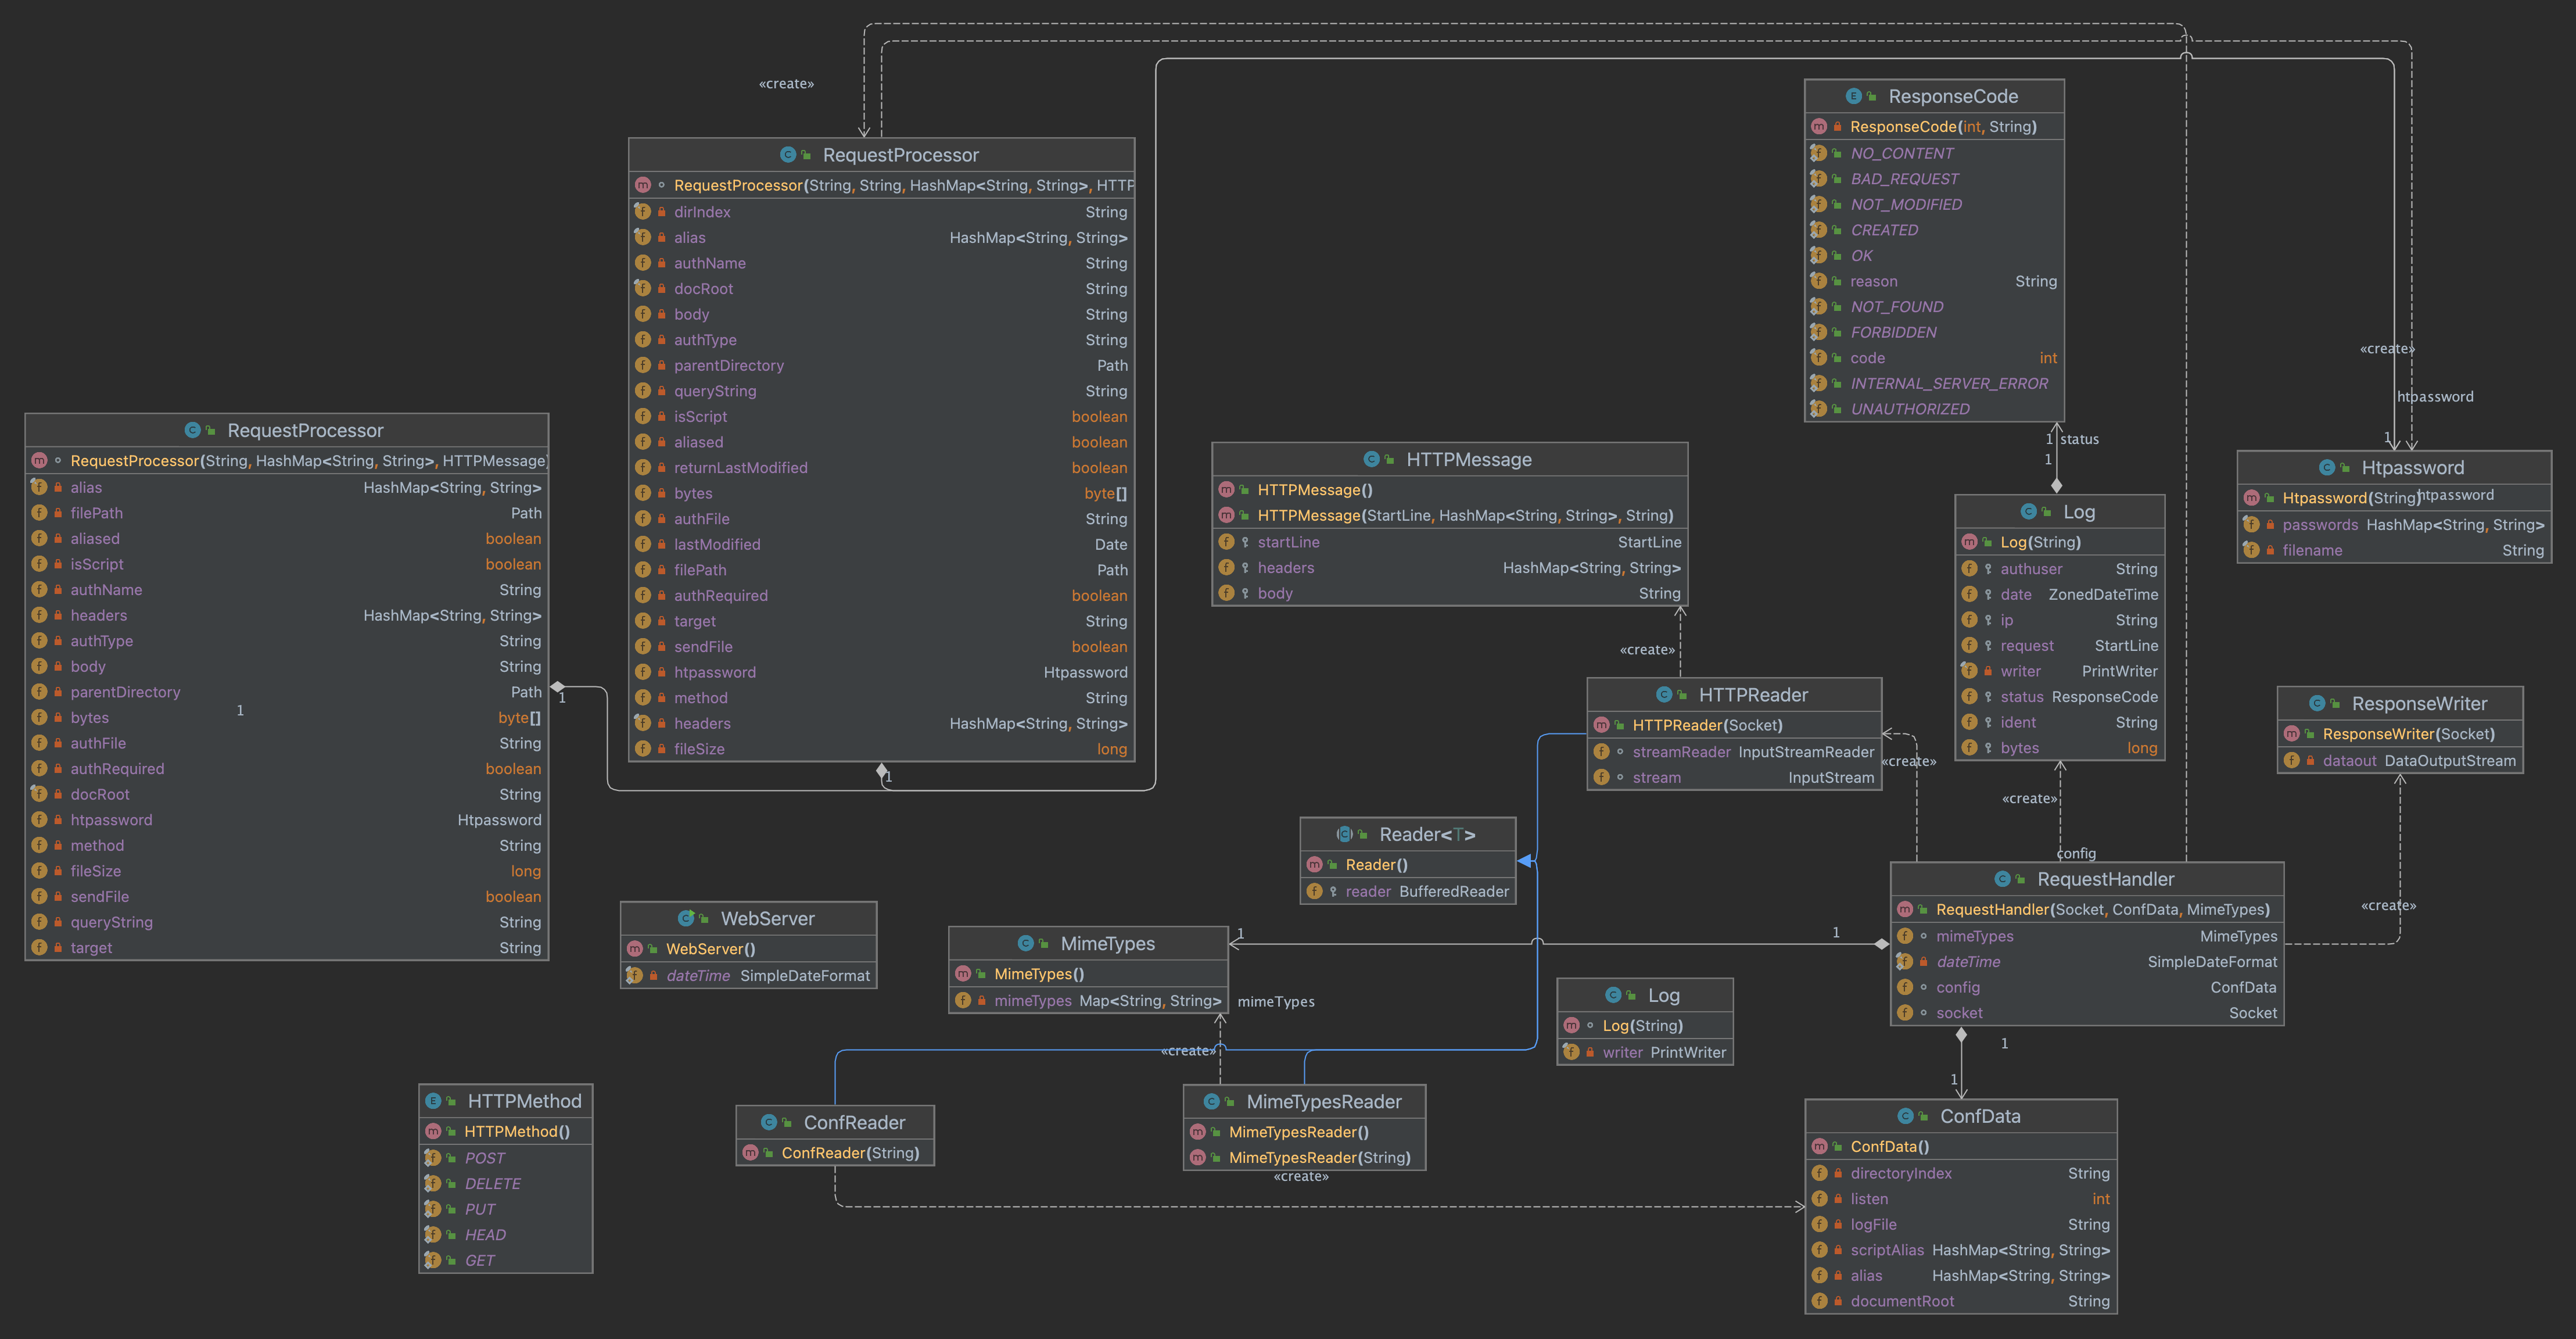 «create»
RequestProcessor
RequestProcessor(String, String, HashMap<String, String>, HTTP
dirIndex String
alias HashMap<String, String>
authName String
docRoot String
body String
authType String
parentDirectory Path
queryString String
isScript boolean
aliased boolean
returnLastModified boolean
bytes byte[]
authFile String
lastModified Date
filePath Path
authRequired boolean
target String
sendFile boolean
htpassword Htpassword
method String
headers HashMap<String, String>
fileSize long
1
RequestProcessor
RequestProcessor(String, HashMap<String, String>, HTTPMessage)
alias HashMap<String, String>
filePath Path
aliased boolean
isScript boolean
authName String
headers HashMap<String, String>
authType String
body String
parentDirectory Path
1
1
bytes byte[]
authFile String
authRequired boolean
docRoot String
htpassword Htpassword
method String
fileSize long
sendFile boolean
queryString String
target String
ResponseCode
ResponseCode(int, String)
NO_CONTENT
BAD_REQUEST
NOT_MODIFIED
CREATED
OK
reason String
NOT_FOUND
FORBIDDEN
code int
INTERNAL_SERVER_ERROR
UNAUTHORIZED
1 status
1
«create»
htpassword
1
Htpassword
Htpassword(String)
htpassword
passwords HashMap<String, String>
filename String
HTTPMessage
HTTPMessage()
HTTPMessage(StartLine, HashMap<String, String>, String)
startLine StartLine
headers HashMap<String, String>
body String
«create»
Log
Log(String)
authuser String
date ZonedDateTime
ip String
request StartLine
writer PrintWriter
status ResponseCode
ident String
bytes long
«create»
HTTPReader
HTTPReader(Socket)
streamReader InputStreamReader
stream InputStream
«create»
ResponseWriter
ResponseWriter(Socket)
dataout DataOutputStream
«create»
Reader<T>
Reader()
reader BufferedReader
config
RequestHandler
RequestHandler(Socket, ConfData, MimeTypes)
mimeTypes MimeTypes
dateTime SimpleDateFormat
config ConfData
socket Socket
1
1
1
1
WebServer
WebServer()
dateTime SimpleDateFormat
MimeTypes
MimeTypes()
mimeTypes Map<String, String>
mimeTypes
«create»
Log
Log(String)
writer PrintWriter
HTTPMethod
HTTPMethod()
POST
DELETE
PUT
HEAD
GET
ConfReader
ConfReader(String)
MimeTypesReader
MimeTypesReader()
MimeTypesReader(String)
«create»
ConfData
ConfData()
directoryIndex String
listen int
logFile String
scriptAlias HashMap<String, String>
alias HashMap<String, String>
documentRoot String